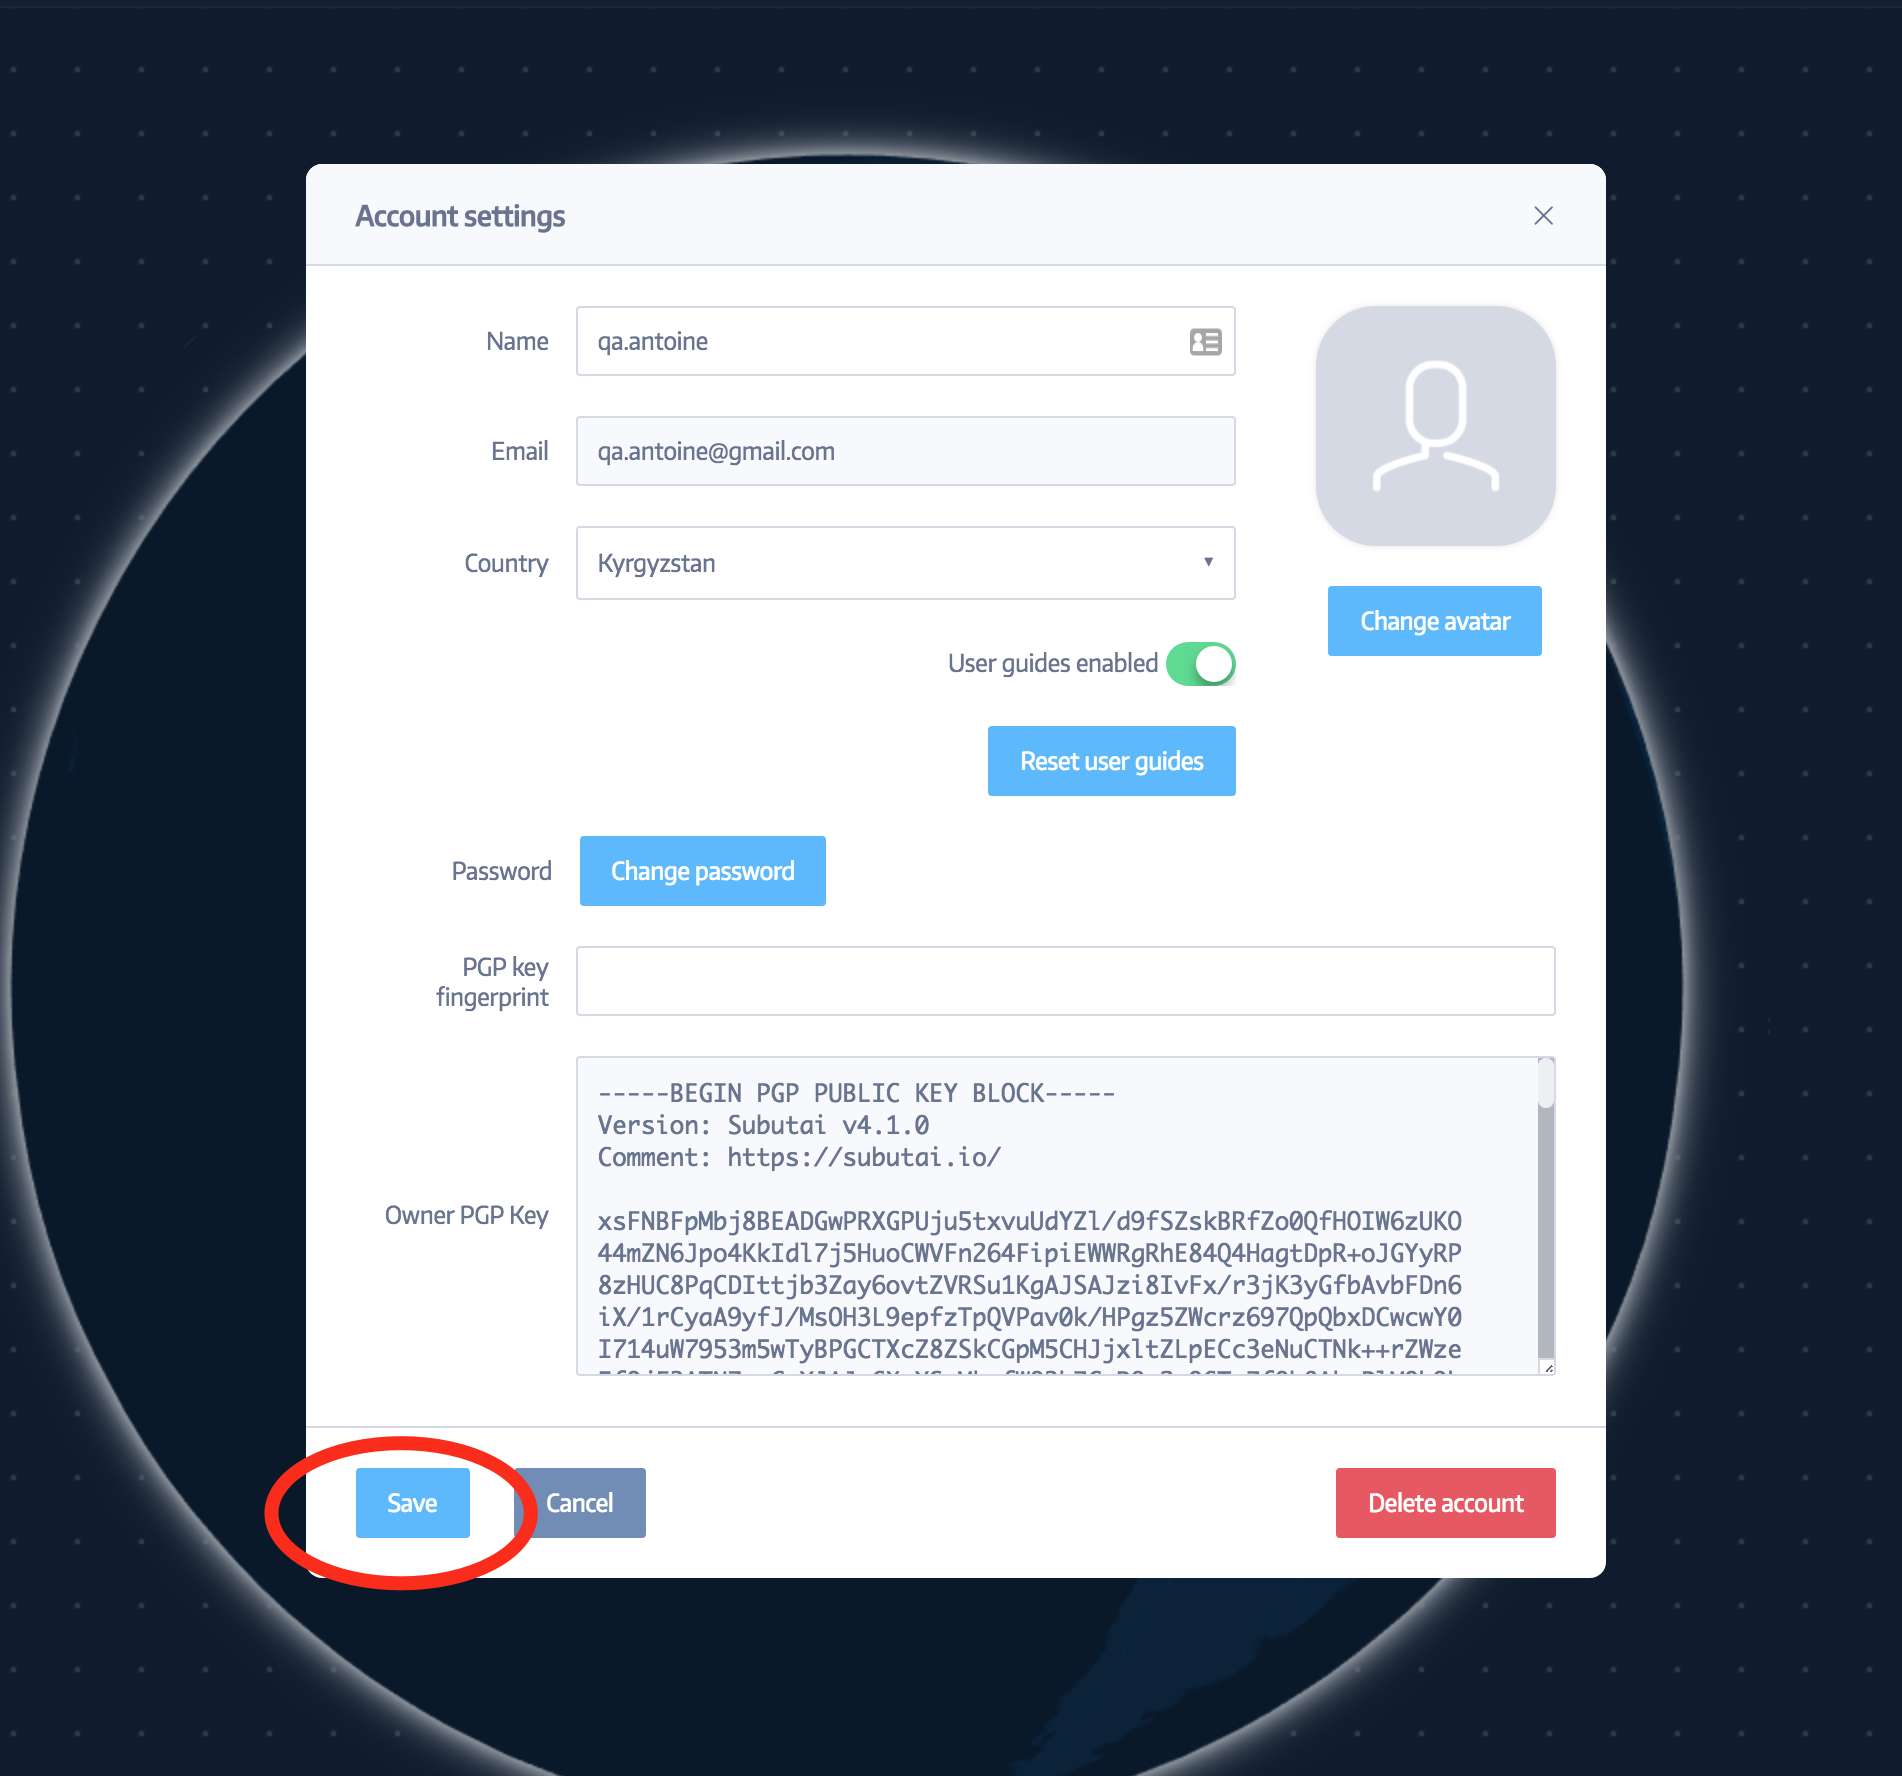 Account settings
Name
qa.antoine
Email
qa.antoine@gmail.com
Country
Kyrgyzstan
Change avatar
User guides enabled
Reset user guides
Password
Change password
PGP key
fingerprint
Owner PGP Key
-----BEGIN PGP PUBLIC KEY BLOCK-----
Version: Subutai v4.1.0
Comment: https://subutai.io/
xsFNBFpMbj8BEADGwPRXGPUju5txvuUdYZl/d9fSZskBRfZo0QfHOIW6zUKO
44mZN6Jpo4KkIdl7j5HuoCWVFn264FipiEWWRgRhE84Q4HagtDpR+oJGYyRP
8zHUC8PqCDIttjb3Zay6ovtZVRSu1KgAJSAJzi8IvFx/r3jK3yGfbAvbFDn6
iX/1rCyaA9yfJ/MsOH3L9epfzTpQVPav0k/HPgz5ZWcrz697QpQbxDCwcwY0
I714uW7953m5wTyBPGCTXcZ8ZSkCGpM5CHJjxltZLpECc3eNuCTNk++rZWze
Save
Cancel
Delete account